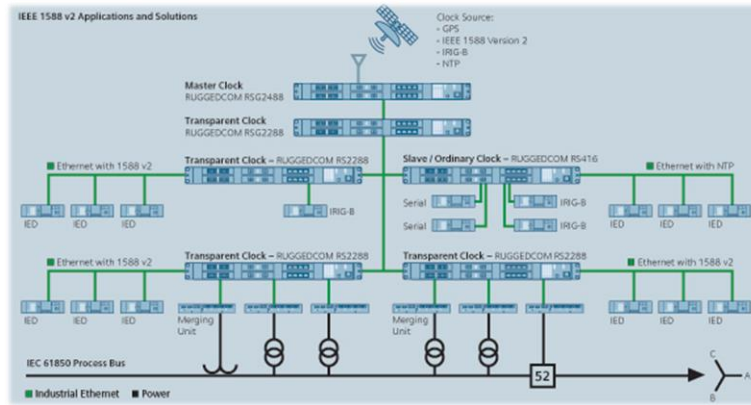 IEEE 1588 v2 Applications and Solutions
Clock Source:
- GPS
- IEEE 1588 Version 2
- IRIG-B
- NTP
Master Clock
RUGGEDCOM RSG2488
Transparent Clock
RUGGEDCOM RSG2288
Ethernet with 1588 v2
Transparent Clock – RUGGEDCOM RS2288
Slave / Ordinary Clock – RUGGEDCOM RS416
Ethernet with NTP
Serial
IRIG-B
IED
IED
IED
IRIG-B
Serial
IRIG-B
IED
IED
IED
Ethernet with 1588 v2
Transparent Clock – RUGGEDCOM RS2288
Transparent Clock – RUGGEDCOM RS2288
Ethernet with 1588 v2
IED
IED
IED
Merging
Unit
Merging
Unit
IED
IED
IED
IEC 61850 Process Bus
52
C
A
B
Industrial Ethernet
Power